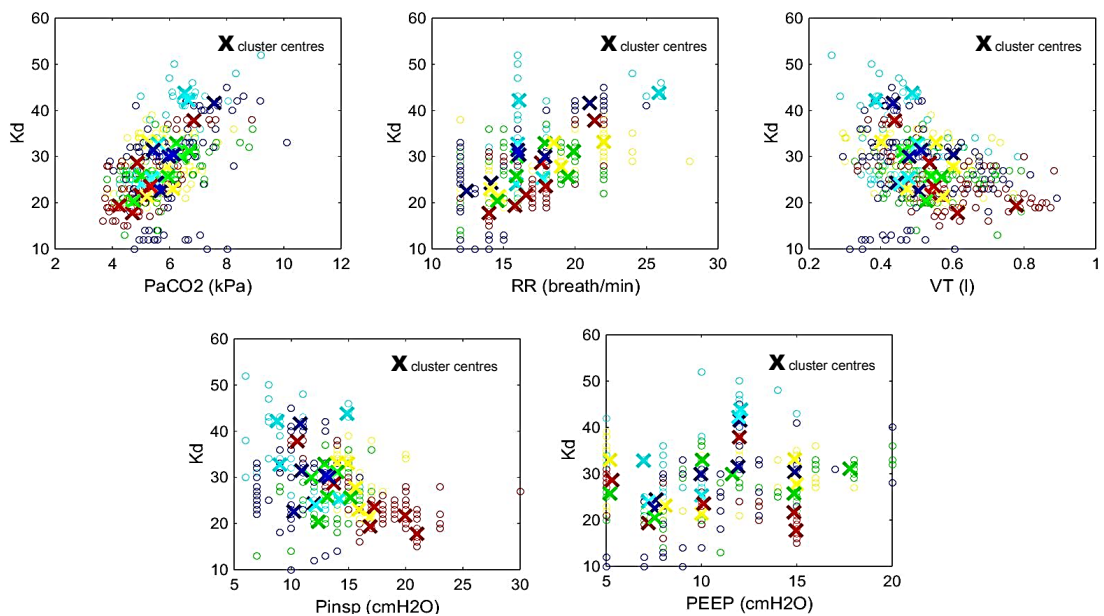 60
50
40
30
20
10
Kd
X cluster centres
2 4 6 8 10 12
PaCO2 (kPa)
60
50
40
30
20
10
Kd
X cluster centres
10 15 20 25 30
RR (breath/min)
60
50
40
30
20
10
Kd
X cluster centres
0.2 0.4 0.6 0.8 1
VT (l)
60
50
40
30
20
10
Kd
X cluster centres
5 10 15 20 25 30
Pinsp (cmH2O)
60
50
40
30
20
10
Kd
X cluster centres
5 10 15 20
PEEP (cmH2O)